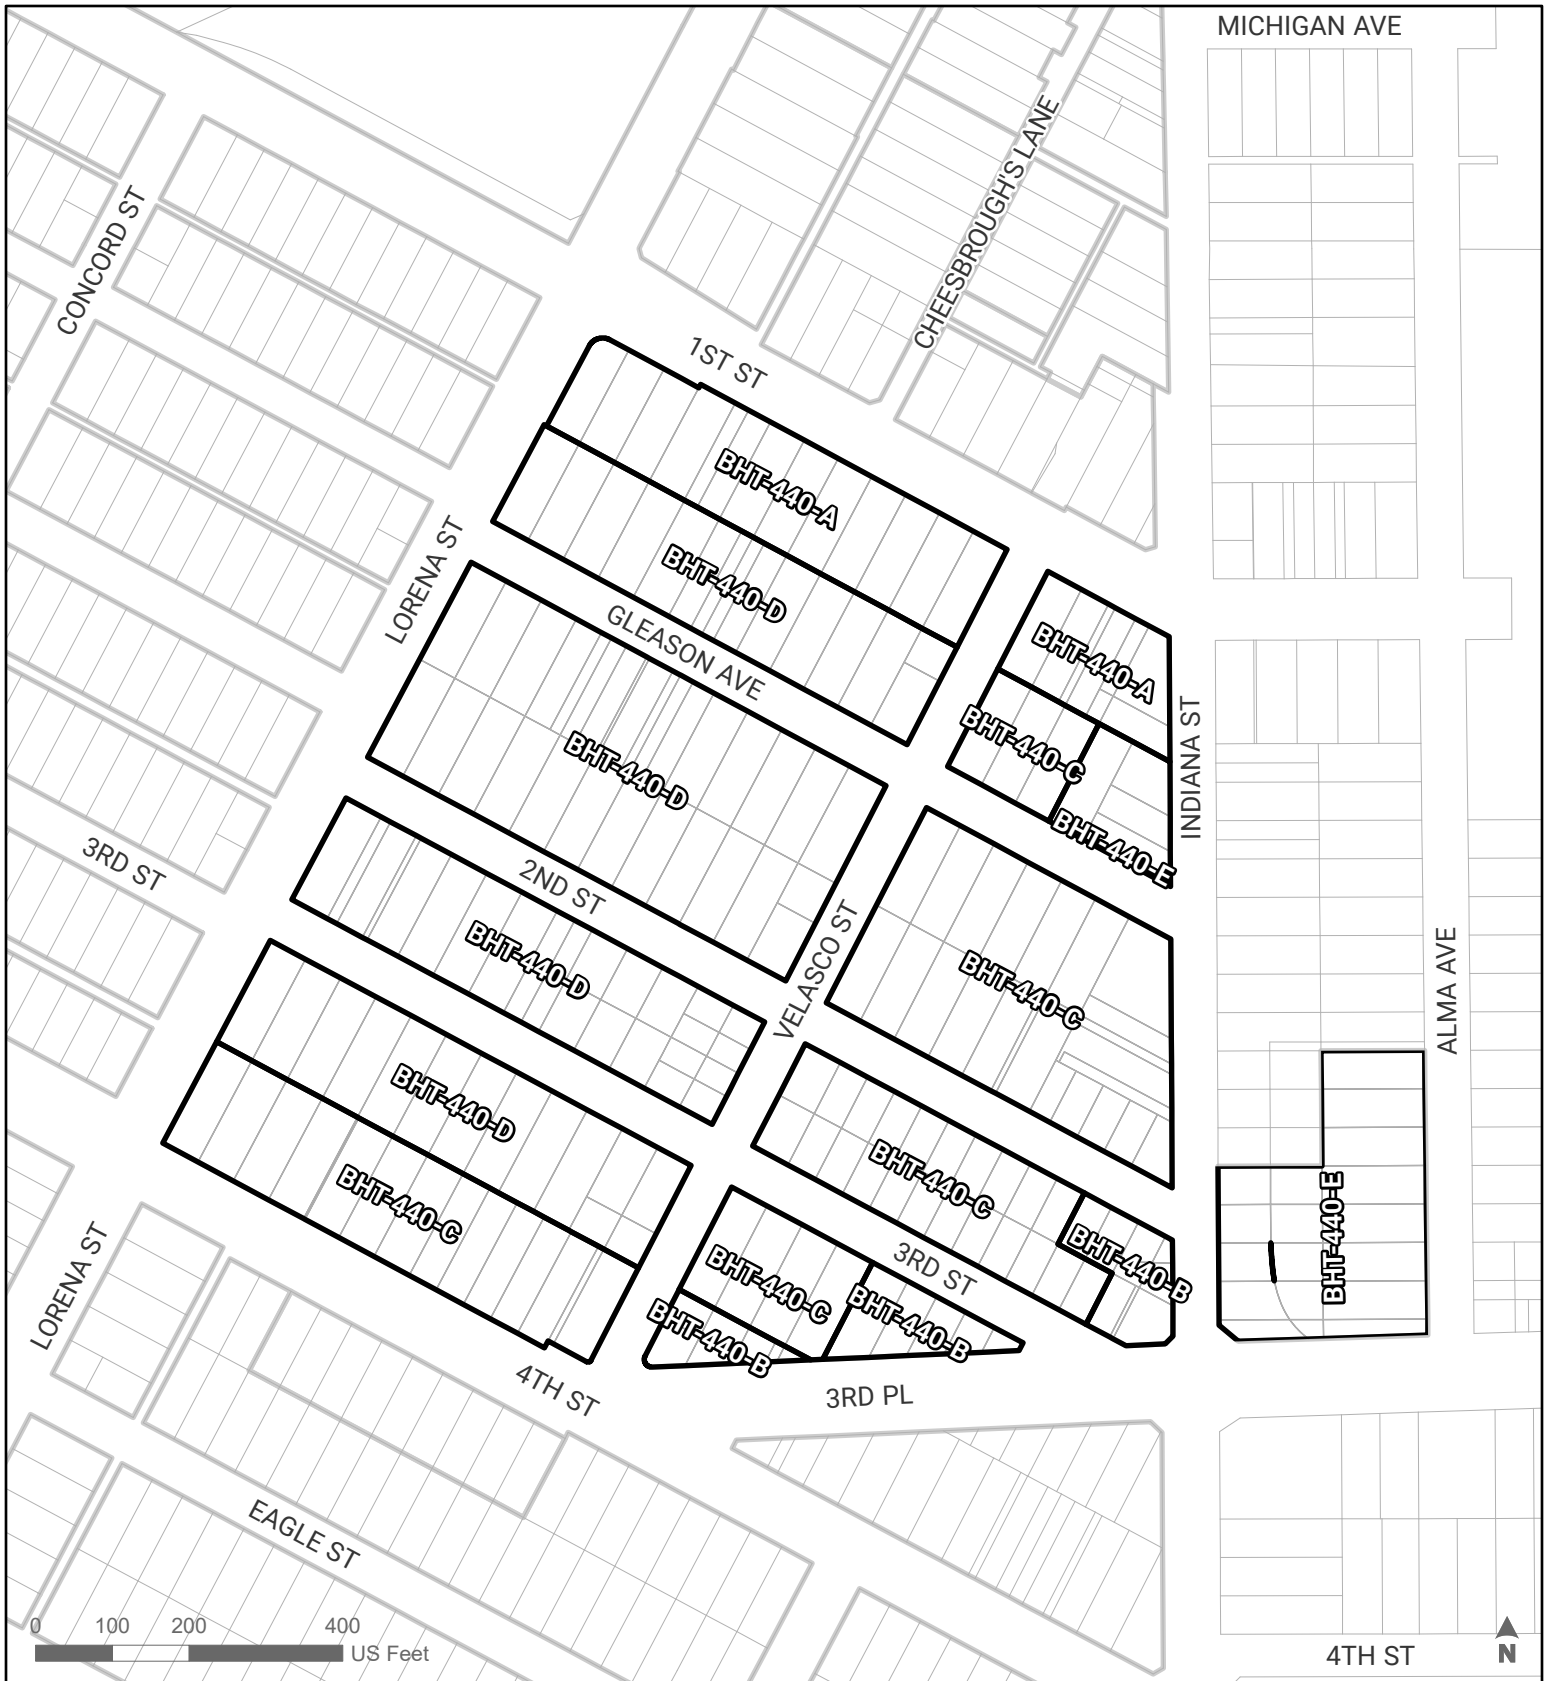 MICHIGAN AVE
CHEESBROUGH'S LANE
CONCORD ST
1ST ST
BHT-440-A
LORENA ST
BHT-440-D
GLEASON AVE
BHT-440-A
BHT-440-C
INDIANA ST
BHT-440-D
BHT-440-E
3RD ST
2ND ST
VELASCO ST
BHT-440-D
BHT-440-C
ALMA AVE
BHT-440-D
BHT-440-C
BHT-440-C
BHT-440-B
BHT-440-E
LORENA ST
3RD ST
BHT-440-C
BHT-440-B
BHT-440-B
4TH ST
3RD PL
EAGLE ST
0 100 200 400
US Feet
4TH ST
N